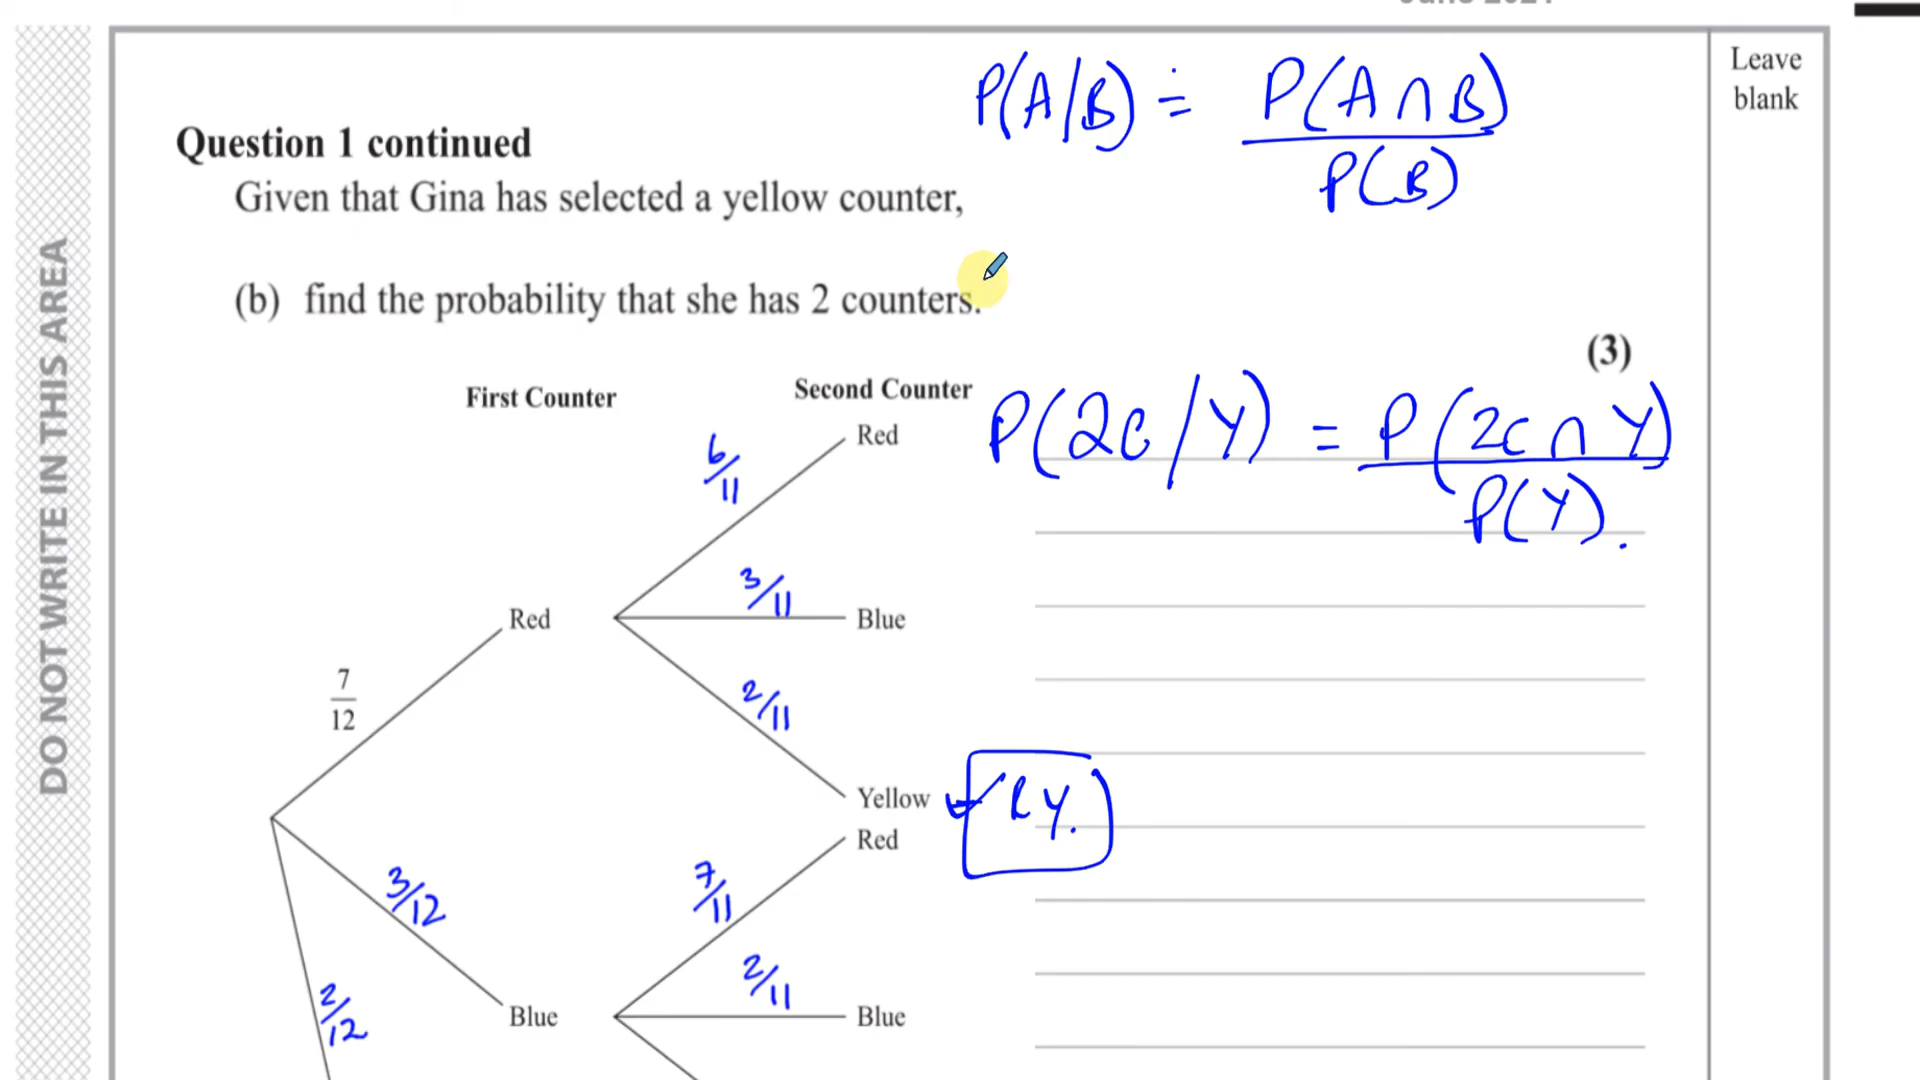 Leave
blank
P(A/B) = P(A∩B)
P(B)
Question 1 continued
Given that Gina has selected a yellow counter,
(b) find the probability that she has 2 counters.
(3)
First Counter
Second Counter
P(2C/Y) = P(2C∩Y)
P(Y).
6/11
Red
3/11
Red
Blue
7
12
2/11
Yellow
RY.
Red
3/12
7/11
2/11
2/12
Blue
Blue
DO NOT WRITE IN THIS AREA